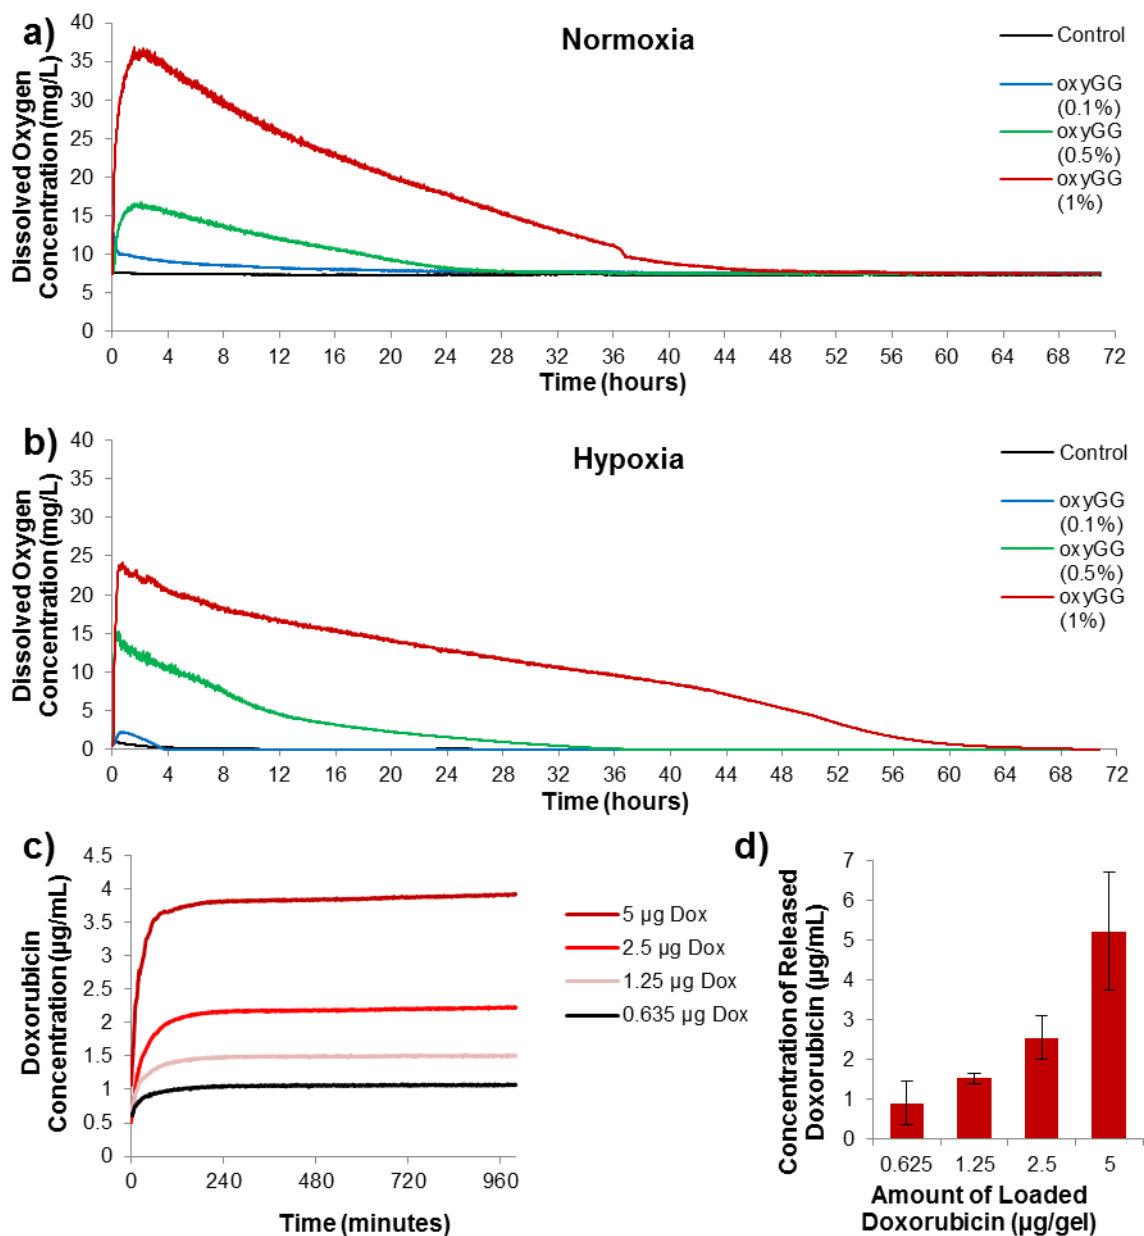 a)
Normoxia
Dissolved Oxygen
Concentration (mg/L)
40
35
30
25
20
15
10
5
0
0 4 8 12 16 20 24 28 32 36 40 44 48 52 56 60 64 68 72
Time (hours)
Control
oxyGG
(0.1%)
oxyGG
(0.5%)
oxyGG
(1%)
b)
Hypoxia
Dissolved Oxygen
Concentration (mg/L)
40
35
30
25
20
15
10
5
0
0 4 8 12 16 20 24 28 32 36 40 44 48 52 56 60 64 68 72
Time (hours)
Control
oxyGG
(0.1%)
oxyGG
(0.5%)
oxyGG
(1%)
c)
Doxorubicin
Concentration (µg/mL)
4.5
4
3.5
3
2.5
2
1.5
1
0.5
0
0 240 480 720 960
Time (minutes)
5 µg Dox
2.5 µg Dox
1.25 µg Dox
0.635 µg Dox
d)
Concentration of Released
Doxorubicin (µg/mL)
7
6
5
4
3
2
1
0
0.625 1.25 2.5 5
Amount of Loaded
Doxorubicin (µg/gel)